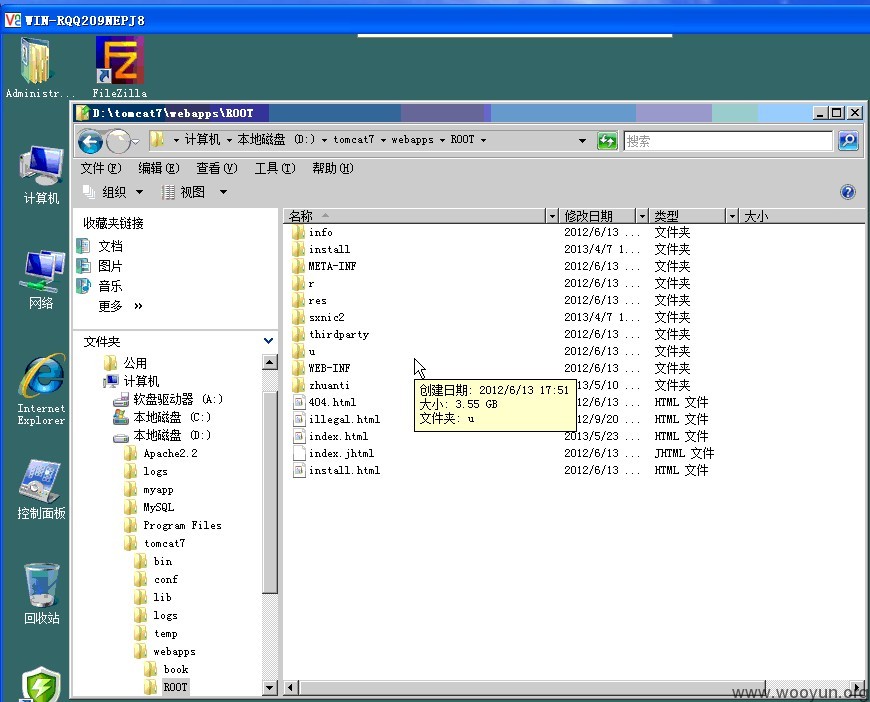 WIN-RQQ209NEPJ8
Administr...
FileZilla
计算机
网络
Internet
Explorer
控制面板
回收站
D:\tomcat7\webapps\ROOT
计算机 本地磁盘 (D:) tomcat7 webapps ROOT
搜索
文件(F) 编辑(E) 查看(V) 工具(T) 帮助(H)
组织 视图
收藏夹链接
文档
图片
音乐
更多 »
文件夹
公用
计算机
软盘驱动器 (A:)
本地磁盘 (C:)
本地磁盘 (D:)
Apache2.2
logs
myapp
MySQL
Program Files
tomcat7
bin
conf
lib
logs
temp
webapps
book
ROOT
名称 修改日期 类型 大小
info 2012/6/13 ... 文件夹
install 2013/4/7 1... 文件夹
META-INF 2012/6/13 ... 文件夹
r 2012/6/13 ... 文件夹
res 2012/6/13 ... 文件夹
sxnic2 2013/4/7 1... 文件夹
thirdparty 2012/6/13 ... 文件夹
u 2012/6/13 ... 文件夹
WEB-INF 2012/6/13 ... 文件夹
zhuanti 13/5/10 ... 文件夹
404.html 12/6/13 ... HTML 文件
illegal.html 12/9/20 ... HTML 文件
index.html 2013/5/23 ... HTML 文件
index.jhtml 2012/6/13 ... JHTML 文件
install.html 2012/6/13 ... HTML 文件
创建日期: 2012/6/13 17:51
大小: 3.55 GB
文件夹: u
www.wooyun.org